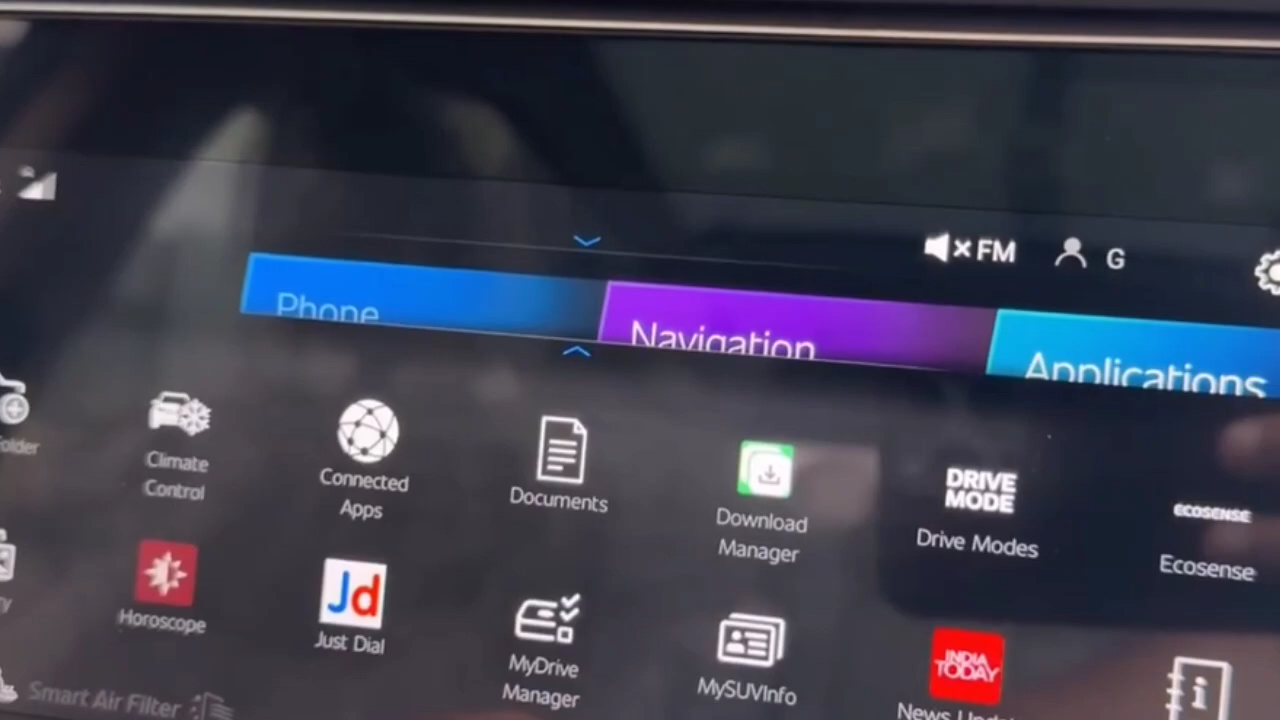 FM
G
Phone
Navigation
Applications
Climate
Control
Connected
Apps
Documents
Download
Manager
DRIVE
MODE
Drive Modes
ECOSENSE
Ecosense
Horoscope
Jd
Just Dial
MyDrive
Manager
MySUVInfo
INDIA
TODAY
News
Smart Air Filter